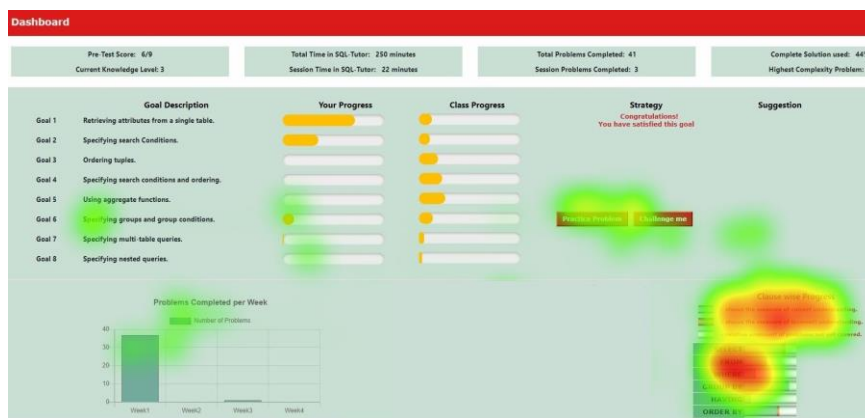 Dashboard
Pre-Test Score: 6/9
Current Knowledge Level: 3
Total Time in SQL-Tutor: 250 minutes
Session Time in SQL-Tutor: 22 minutes
Total Problems Completed: 41
Session Problems Completed: 3
Complete Solution used:
Highest Complexity Problem:
Goal Description Your Progress Class Progress Strategy Suggestion
Goal 1 Retrieving attributes from a single table.
Congratulations!
You have satisfied this goal
Goal 2 Specifying search Conditions.
Goal 3 Ordering tuples.
Goal 4 Specifying search conditions and ordering.
Goal 5 Using aggregate functions.
Goal 6 Specifying groups and group conditions. Practice Problem Challenge me
Goal 7 Specifying multi-table queries.
Goal 8 Specifying nested queries.
Problems Completed per Week
Number of Problems
40
30
20
10
0
Week1 Week2 Week3 Week4
Clause wise Progress
HAVING
ORDER BY